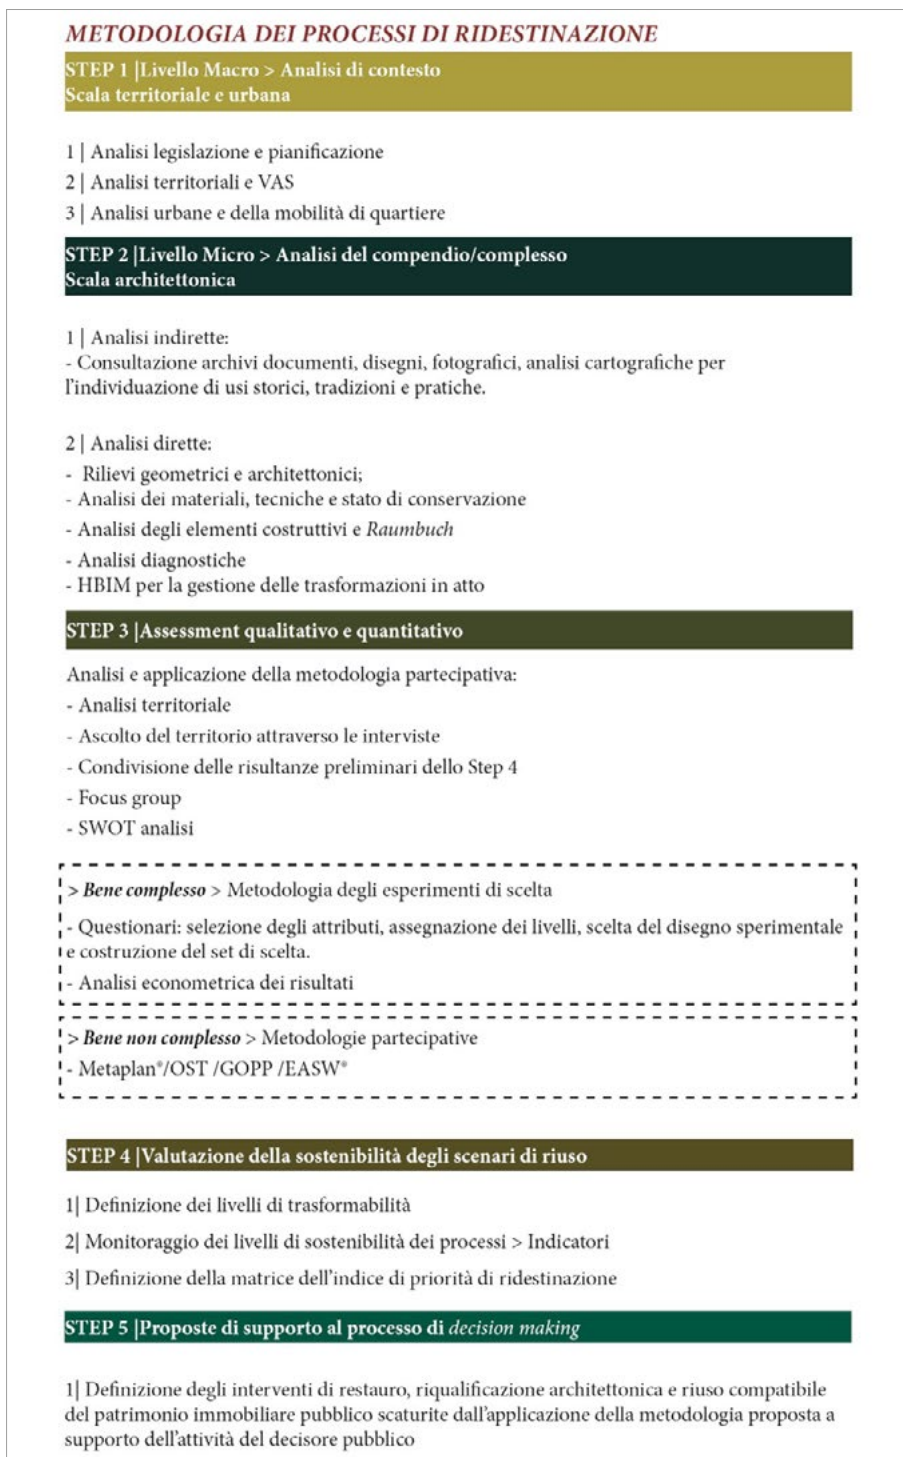 METODOLOGIA DEI PROCESSI DI RIDESTINAZIONE
STEP 1 |Livello Macro > Analisi di contesto
Scala territoriale e urbana
1 | Analisi legislazione e pianificazione
2 | Analisi territoriali e VAS
3 | Analisi urbane e della mobilità di quartiere
STEP 2 |Livello Micro > Analisi del compendio/complesso
Scala architettonica
1 | Analisi indirette:
- Consultazione archivi documenti, disegni, fotografici, analisi cartografiche per
l'individuazione di usi storici, tradizioni e pratiche.
2 | Analisi dirette:
- Rilievi geometrici e architettonici;
- Analisi dei materiali, tecniche e stato di conservazione
- Analisi degli elementi costruttivi e Raumbuch
- Analisi diagnostiche
- HBIM per la gestione delle trasformazioni in atto
STEP 3 |Assessment qualitativo e quantitativo
Analisi e applicazione della metodologia partecipativa:
- Analisi territoriale
- Ascolto del territorio attraverso le interviste
- Condivisione delle risultanze preliminari dello Step 4
- Focus group
- SWOT analisi
> Bene complesso > Metodologia degli esperimenti di scelta
- Questionari: selezione degli attributi, assegnazione dei livelli, scelta del disegno sperimentale
e costruzione del set di scelta.
- Analisi econometrica dei risultati
> Bene non complesso > Metodologie partecipative
- Metaplan®/OST /GOPP /EASW®
STEP 4 |Valutazione della sostenibilità degli scenari di riuso
1| Definizione dei livelli di trasformabilità
2| Monitoraggio dei livelli di sostenibilità dei processi > Indicatori
3| Definizione della matrice dell'indice di priorità di ridestinazione
STEP 5 |Proposte di supporto al processo di decision making
1| Definizione degli interventi di restauro, riqualificazione architettonica e riuso compatibile
del patrimonio immobiliare pubblico scaturite dall'applicazione della metodologia proposta a
supporto dell'attività del decisore pubblico